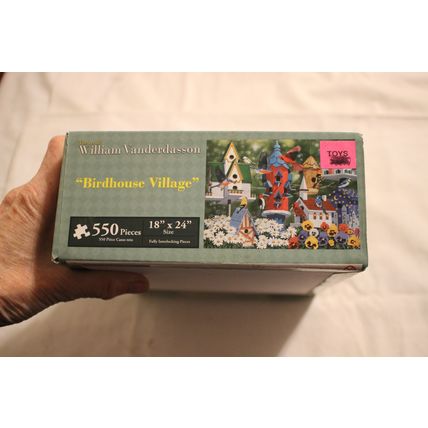 William Vanderdasson
"Birdhouse Village"
550 Pieces
18" x 24"
Size
Fully Interlocking Pieces
TOYS